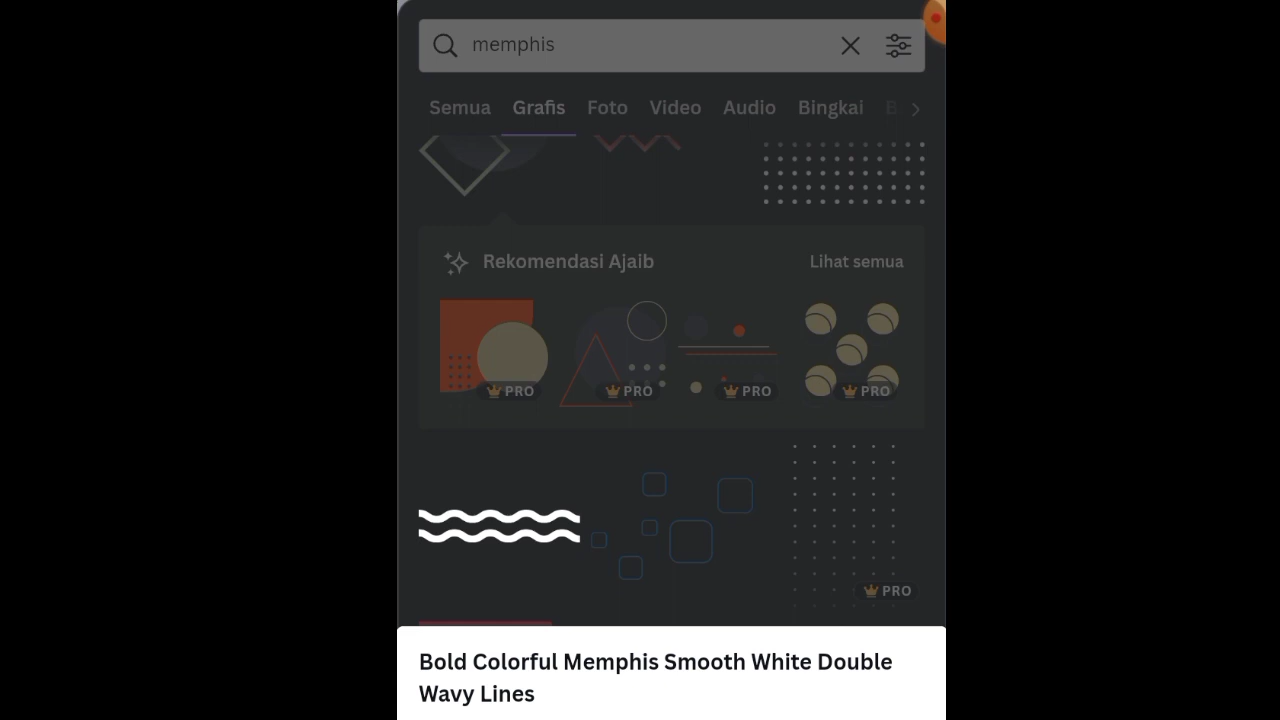 memphis
Semua Grafis Foto Video Audio Bingkai
Rekomendasi Ajaib Lihat semua
PRO PRO PRO PRO
PRO
Bold Colorful Memphis Smooth White Double
Wavy Lines